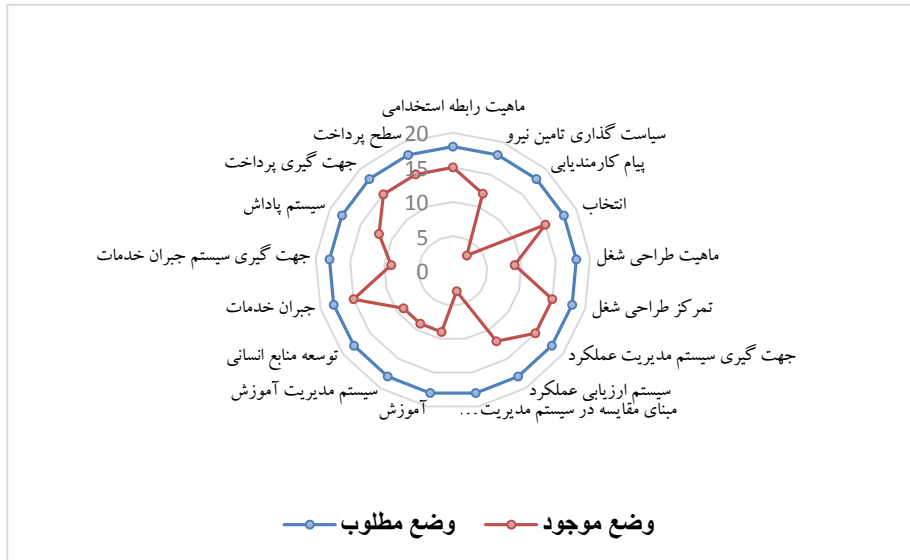 ماهیت رابطه استخدامی
سیاست گذاری تامین نیرو
پیام کارمندیابی
انتخاب
ماهیت طراحی شغل
تمرکز طراحی شغل
جهت گیری سیستم مدیریت عملکرد
سیستم ارزیابی عملکرد
مبنای مقایسه در سیستم مدیریت...
آموزش
سیستم مدیریت آموزش
توسعه منابع انسانی
جبران خدمات
جهت گیری سیستم جبران خدمات
سیستم پاداش
جهت گیری پرداخت
سطح پرداخت
20
15
10
5
0
وضع مطلوب
وضع موجود